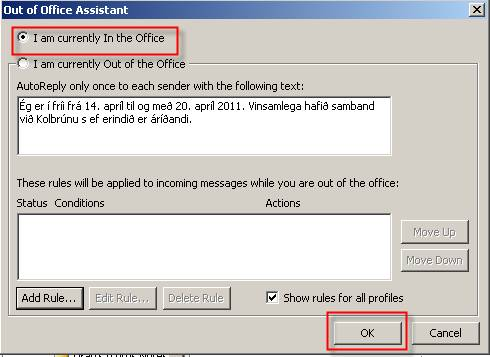 Out of Office Assistant
I am currently In the Office
I am currently Out of the Office
AutoReply only once to each sender with the following text:
Ég er í fríi frá 14. apríl til og með 20. apríl 2011. Vinsamlega hafið samband
við Kolbrúnu s ef erindið er áríðandi.
These rules will be applied to incoming messages while you are out of the office:
Status Conditions Actions
Move Up
Move Down
Add Rule... Edit Rule... Delete Rule Show rules for all profiles
OK Cancel